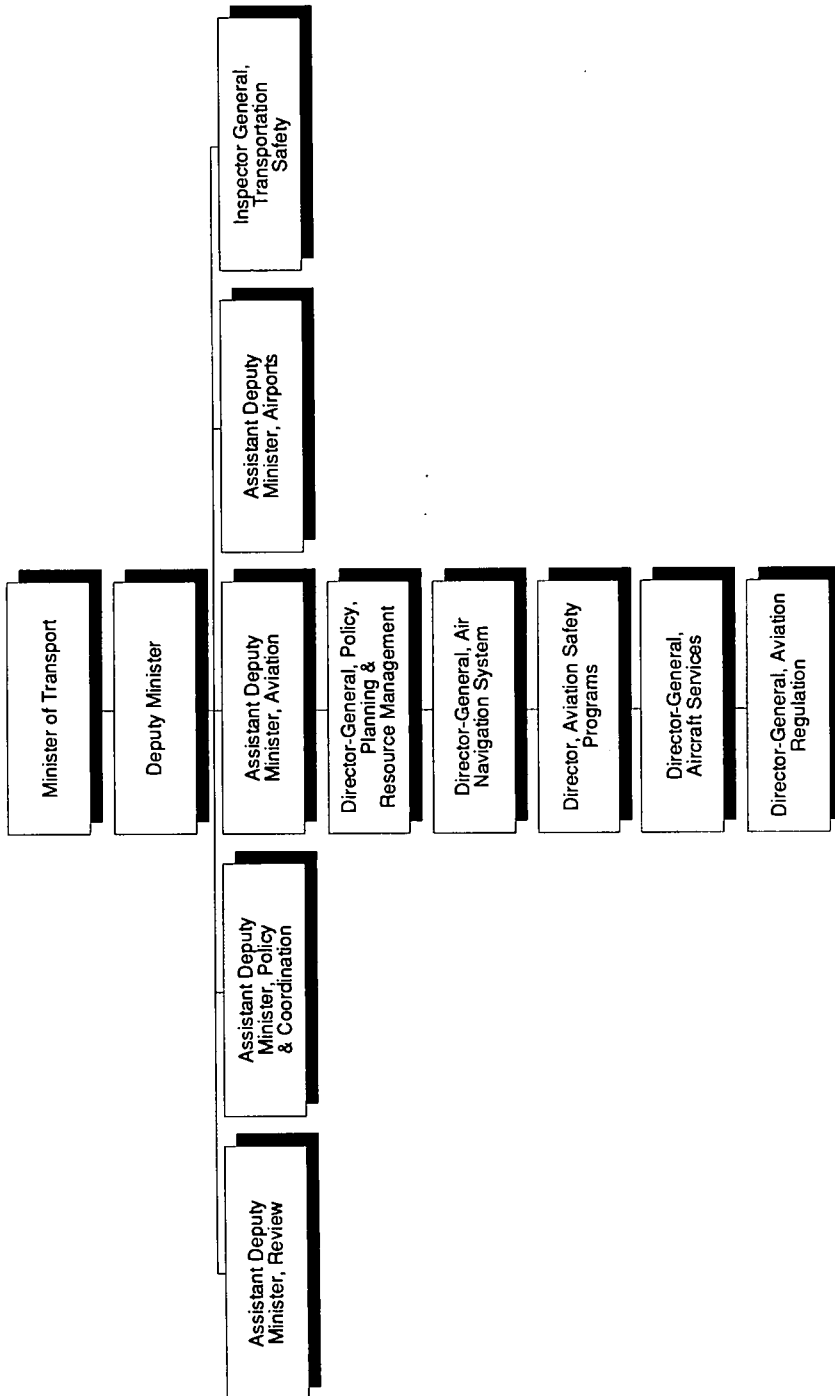 Minister of Transport
Deputy Minister
Assistant Deputy
Minister, Review
Assistant Deputy
Minister, Policy
& Coordination
Assistant Deputy
Minister, Aviation
Assistant Deputy
Minister, Airports
Inspector General,
Transportation
Safety
Director-General, Policy,
Planning &
Resource Management
Director-General, Air
Navigation System
Director, Aviation Safety
Programs
Director-General,
Aircraft Services
Director-General, Aviation
Regulation